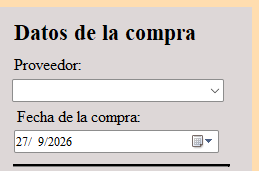 Datos de la compra
Proveedor:
Fecha de la compra:
27/ 9/2026